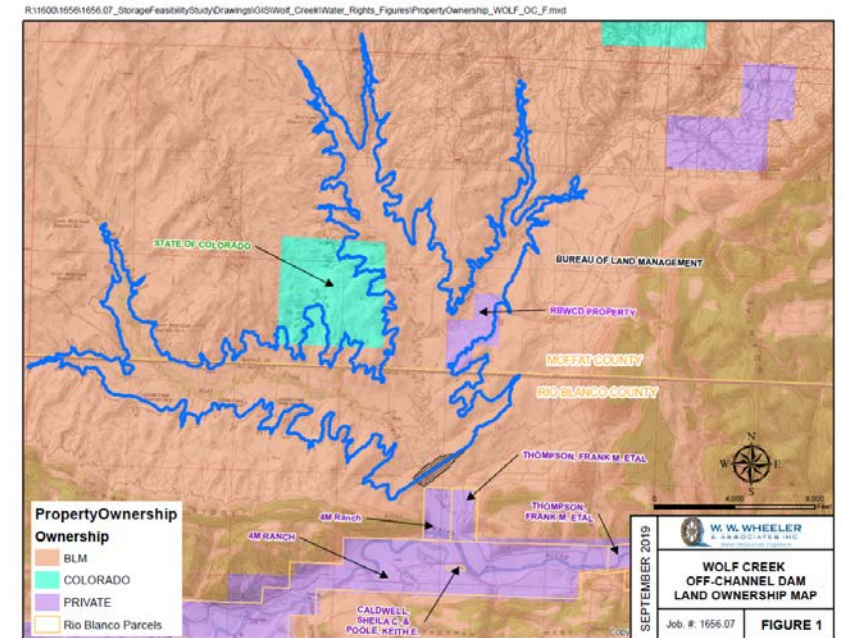 R:\1600\1656\1656.07_StorageFeasibilityStudy\Drawings\GIS\Wolf_Creek\Water_Rights_Figures\PropertyOwnership_WOLF_OC_F.mxd
STATE OF COLORADO
BUREAU OF LAND MANAGEMENT
RBWCD PROPERTY
MOFFAT COUNTY
RIO BLANCO COUNTY
THOMPSON, FRANK M. ETAL
N
W E
S
0 4,000 8,000
Feet
4M Ranch
THOMPSON,
FRANK M. ETAL
4M RANCH
CALDWELL,
SHEILA C. &
POOLE, KEITH E.
PropertyOwnership
Ownership
BLM
COLORADO
PRIVATE
Rio Blanco Parcels
SEPTEMBER 2019
W. W. WHEELER
& ASSOCIATES INC.
WOLF CREEK
OFF-CHANNEL DAM
LAND OWNERSHIP MAP
Job. #: 1656.07
FIGURE 1